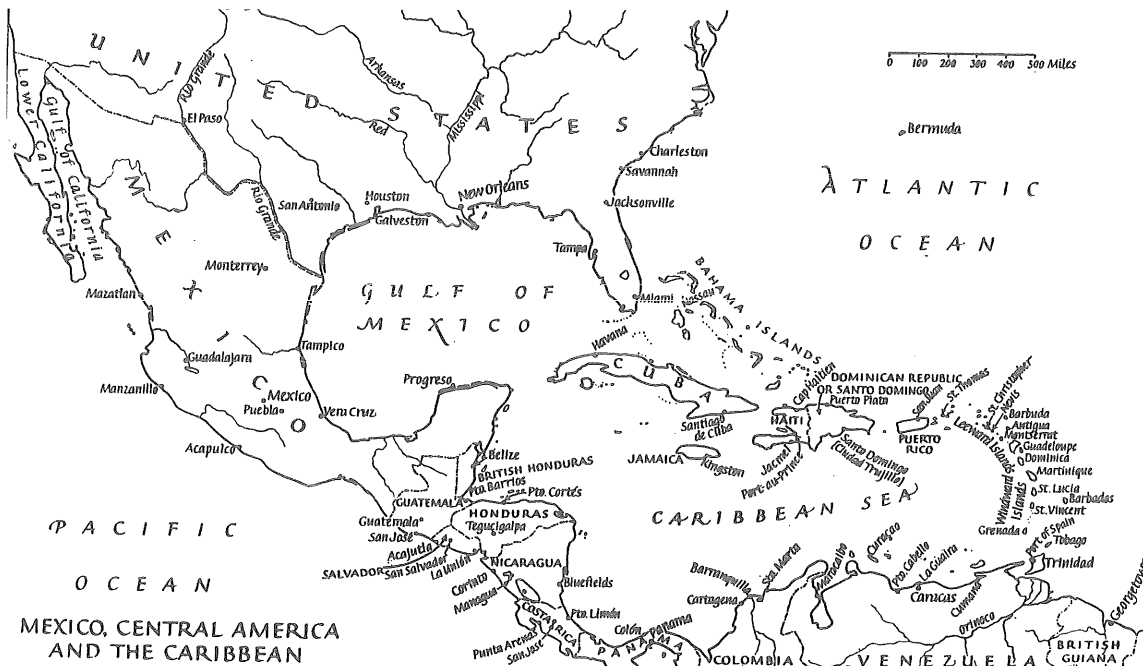 UNITED STATES
0 100 200 300 400 500 Miles
Rio Grande
Arkansas
Mississippi
Red
El Paso
Bermuda
Lower California
Gulf of California
Charleston
Savannah
ATLANTIC
OCEAN
Jacksonville
New Orleans
Houston
San Antonio
Galveston
Rio Grande
MEXICO
Tampa
Monterrey
Mazatlan
GULF OF
MEXICO
Miami
Nassau
BAHAMA ISLANDS
Havana
Tampico
Guadalajara
Manzanillo
Mexico
Puebla
Vera Cruz
Progreso
Acapulco
CUBA
Santiago
de Cuba
Cap Haitien
DOMINICAN REPUBLIC
OR SANTO DOMINGO
Puerto Plata
HAITI
San Juan
PUERTO
RICO
St. Thomas
St. Christopher
Nevis
Barbuda
Antigua
Montserrat
Guadeloupe
Dominica
Martinique
St. Lucia
Barbados
St. Vincent
Grenada
Leeward Islands
Windward
Islands
JAMAICA
Kingston
Jacmel
Port-au-Prince
Santo Domingo
(Ciudad Trujillo)
CARIBBEAN SEA
Belize
BRITISH HONDURAS
Pto. Barrios
Pto. Cortés
GUATEMALA
HONDURAS
Tegucigalpa
Guatemala
San José
Acajutla
SALVADOR
San Salvador
La Unión
NICARAGUA
Corinto
Managua
Bluefields
COSTA RICA
Pto. Limón
Punta Arenas
San José
Colón
Panama
PANAMA
PACIFIC
OCEAN
Barranquilla
Cartagena
Sta. Marta
Maracaibo
Curaçao
Pto. Cabello
La Guaira
Caracas
Cumana
Port of Spain
Tobago
Trinidad
Orinoco
Georgetown
COLOMBIA
VENEZUELA
BRITISH
GUIANA
MEXICO, CENTRAL AMERICA
AND THE CARIBBEAN